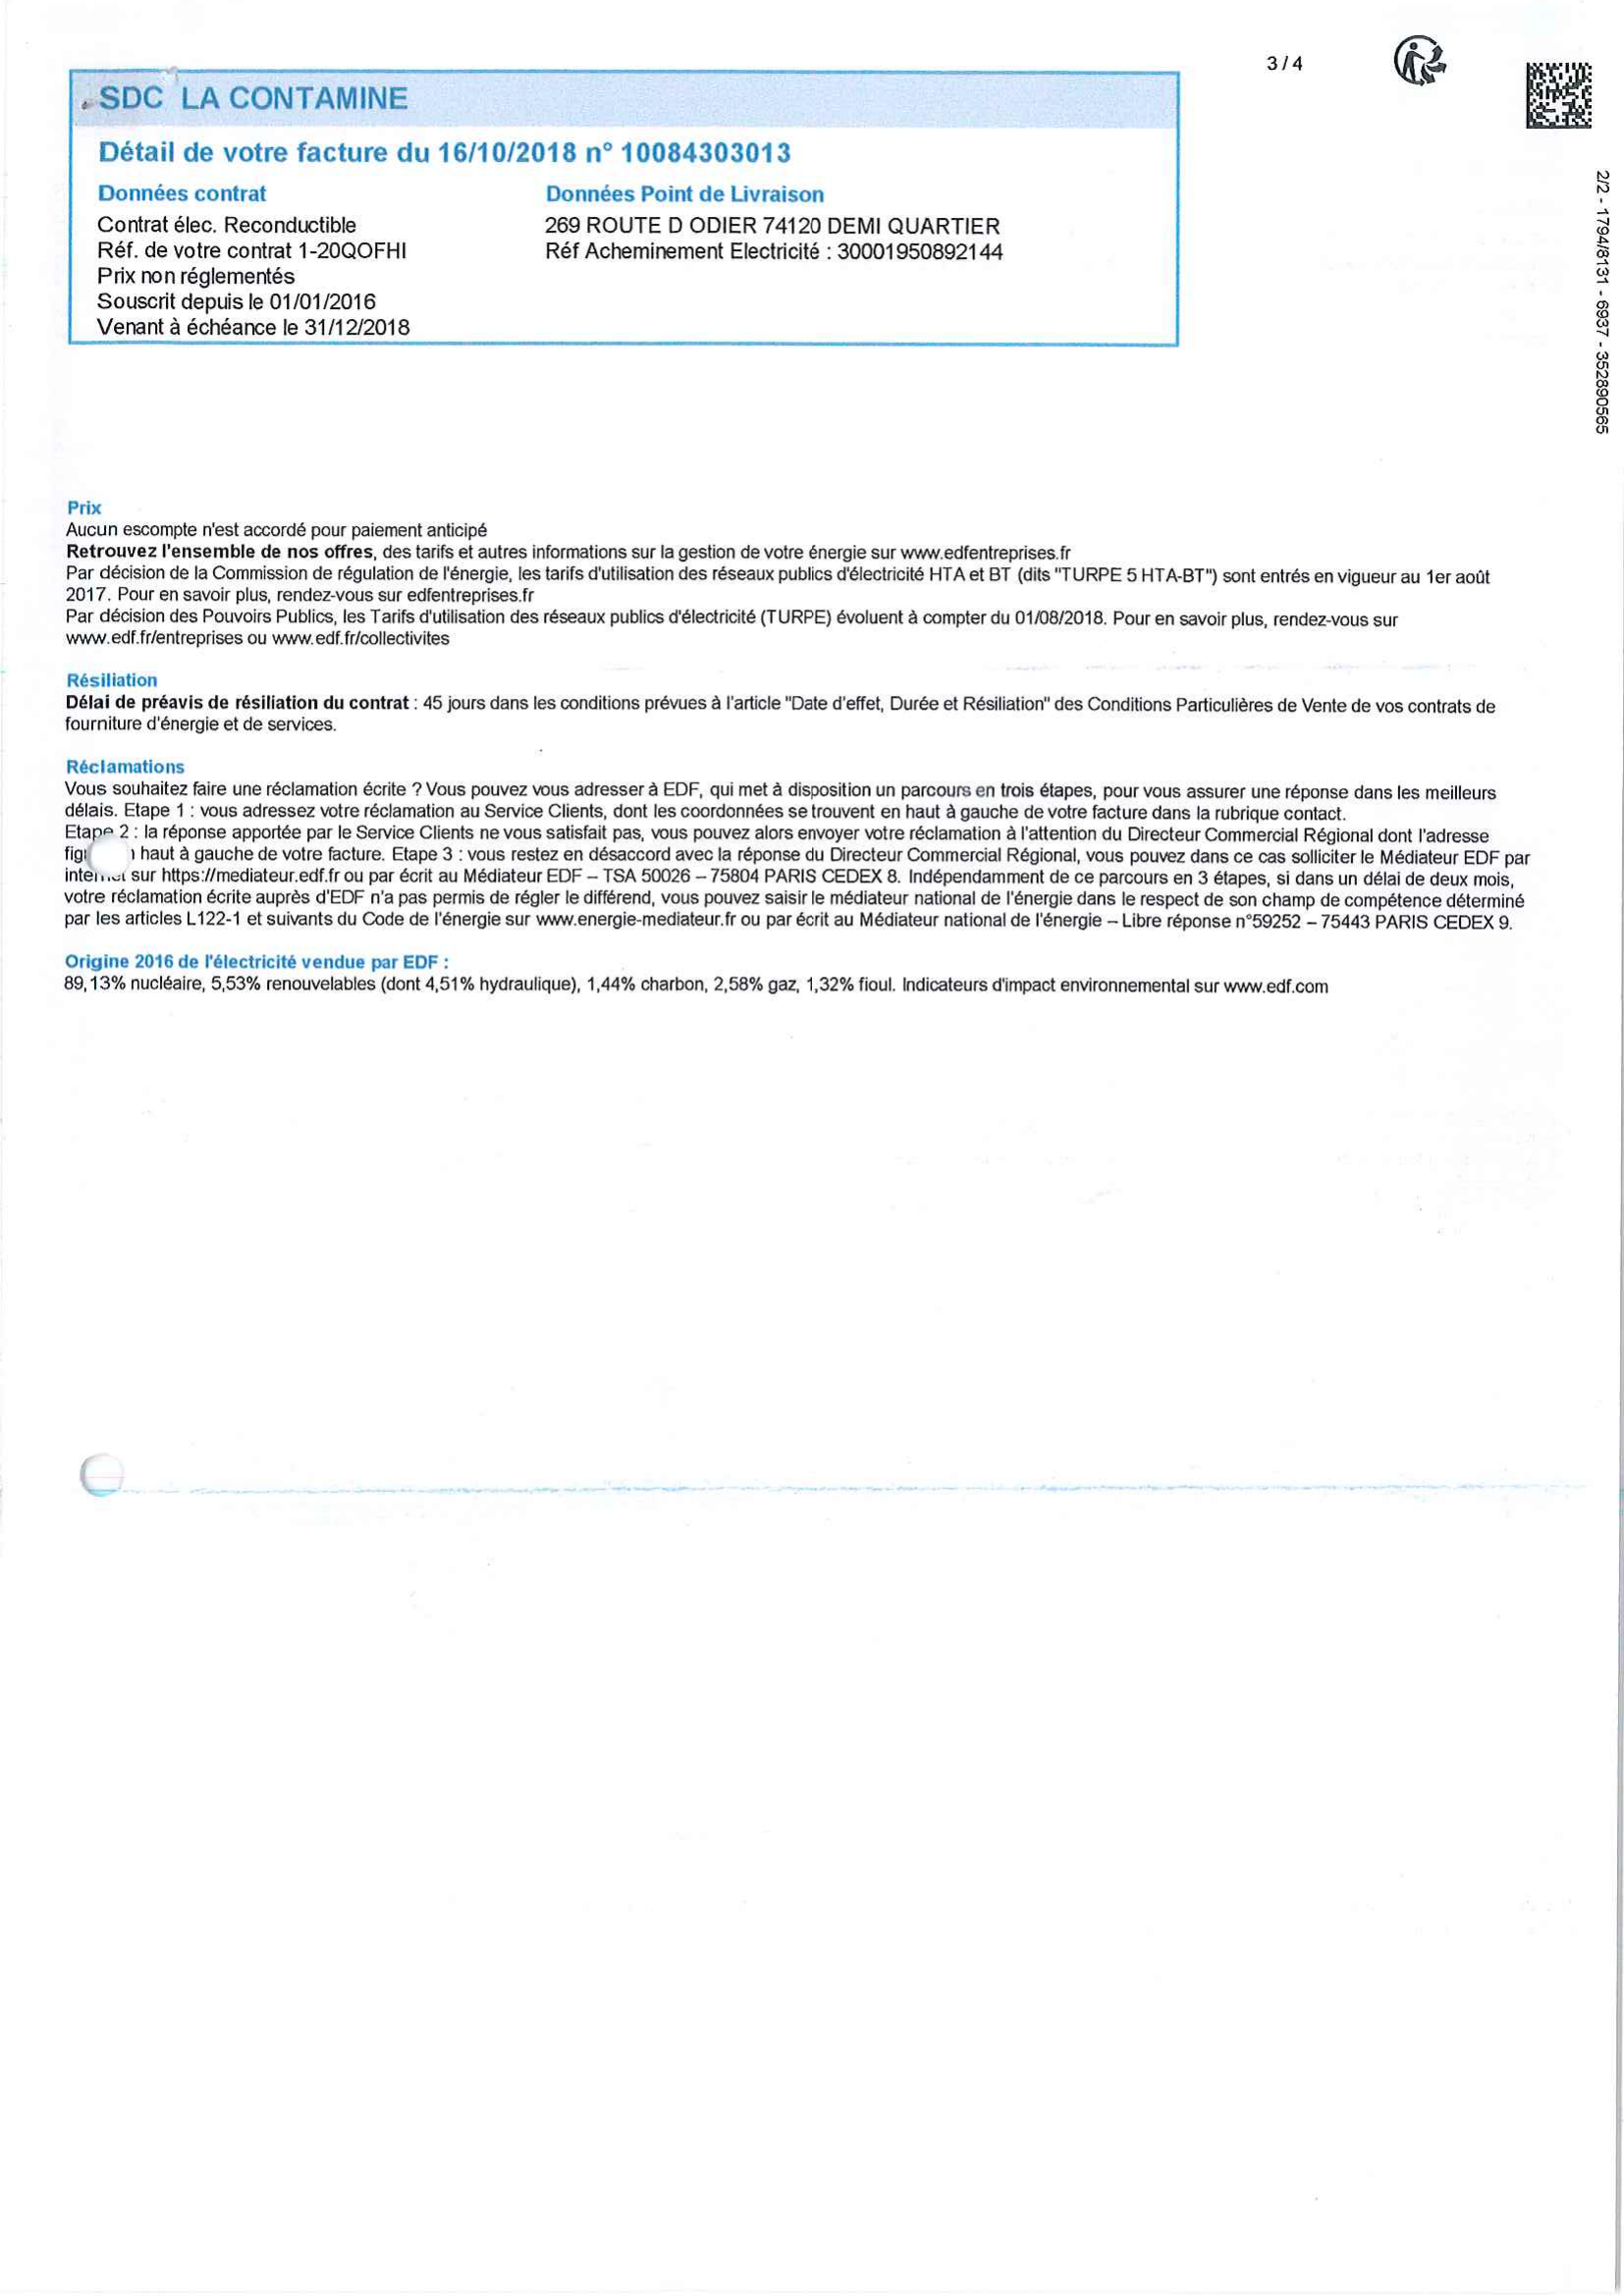 3 / 4
SDC LA CONTAMINE
Détail de votre facture du 16/10/2018 n° 10084303013
Données contrat
Contrat élec. Reconductible
Réf. de votre contrat 1-20QOFHI
Prix non réglementés
Souscrit depuis le 01/01/2016
Venant à échéance le 31/12/2018
Données Point de Livraison
269 ROUTE D ODIER 74120 DEMI QUARTIER
Réf Acheminement Electricité : 30001950892144
2/2 - 1794/8131 - 6937 - 352890565
Prix
Aucun escompte n'est accordé pour paiement anticipé
Retrouvez l'ensemble de nos offres, des tarifs et autres informations sur la gestion de votre énergie sur www.edfentreprises.fr
Par décision de la Commission de régulation de l'énergie, les tarifs d'utilisation des réseaux publics d'électricité HTA et BT (dits "TURPE 5 HTA-BT") sont entrés en vigueur au 1er août
2017. Pour en savoir plus, rendez-vous sur edfentreprises.fr
Par décision des Pouvoirs Publics, les Tarifs d'utilisation des réseaux publics d'électricité (TURPE) évoluent à compter du 01/08/2018. Pour en savoir plus, rendez-vous sur
www.edf.fr/entreprises ou www.edf.fr/collectivites
Résiliation
Délai de préavis de résiliation du contrat : 45 jours dans les conditions prévues à l'article "Date d'effet, Durée et Résiliation" des Conditions Particulières de Vente de vos contrats de
fourniture d'énergie et de services.
Réclamations
Vous souhaitez faire une réclamation écrite ? Vous pouvez vous adresser à EDF, qui met à disposition un parcours en trois étapes, pour vous assurer une réponse dans les meilleurs
délais. Etape 1 : vous adressez votre réclamation au Service Clients, dont les coordonnées se trouvent en haut à gauche de votre facture dans la rubrique contact.
Etape 2 : la réponse apportée par le Service Clients ne vous satisfait pas, vous pouvez alors envoyer votre réclamation à l'attention du Directeur Commercial Régional dont l'adresse
haut à gauche de votre facture. Etape 3 : vous restez en désaccord avec la réponse du Directeur Commercial Régional, vous pouvez dans ce cas solliciter le Médiateur EDF par
internet sur https://mediateur.edf.fr ou par écrit au Médiateur EDF – TSA 50026 – 75804 PARIS CEDEX 8. Indépendamment de ce parcours en 3 étapes, si dans un délai de deux mois,
votre réclamation écrite auprès d'EDF n'a pas permis de régler le différend, vous pouvez saisir le médiateur national de l'énergie dans le respect de son champ de compétence déterminé
par les articles L122-1 et suivants du Code de l'énergie sur www.energie-mediateur.fr ou par écrit au Médiateur national de l'énergie – Libre réponse n°59252 – 75443 PARIS CEDEX 9.
Origine 2016 de l'électricité vendue par EDF :
89,13% nucléaire, 5,53% renouvelables (dont 4,51% hydraulique), 1,44% charbon, 2,58% gaz, 1,32% fioul. Indicateurs d'impact environnemental sur www.edf.com